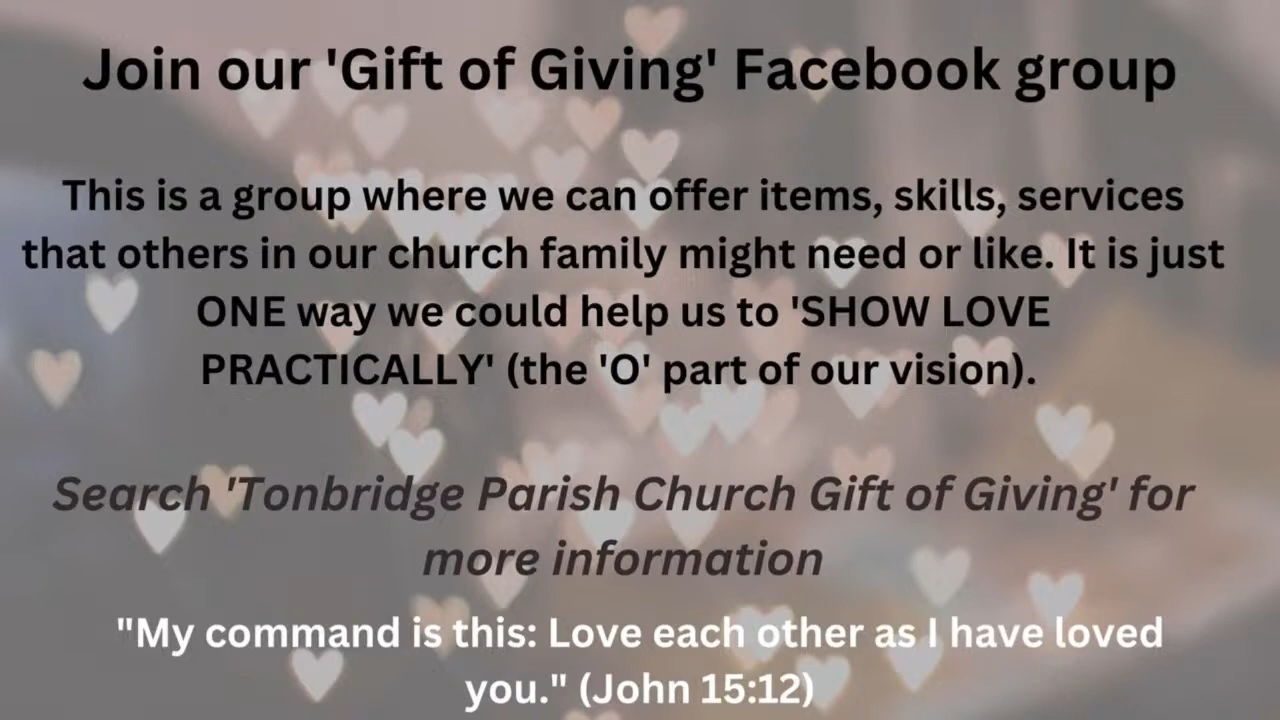 Join our 'Gift of Giving' Facebook group
This is a group where we can offer items, skills, services
that others in our church family might need or like. It is just
ONE way we could help us to 'SHOW LOVE
PRACTICALLY' (the 'O' part of our vision).
Search 'Tonbridge Parish Church Gift of Giving' for
more information
"My command is this: Love each other as I have loved
you." (John 15:12)